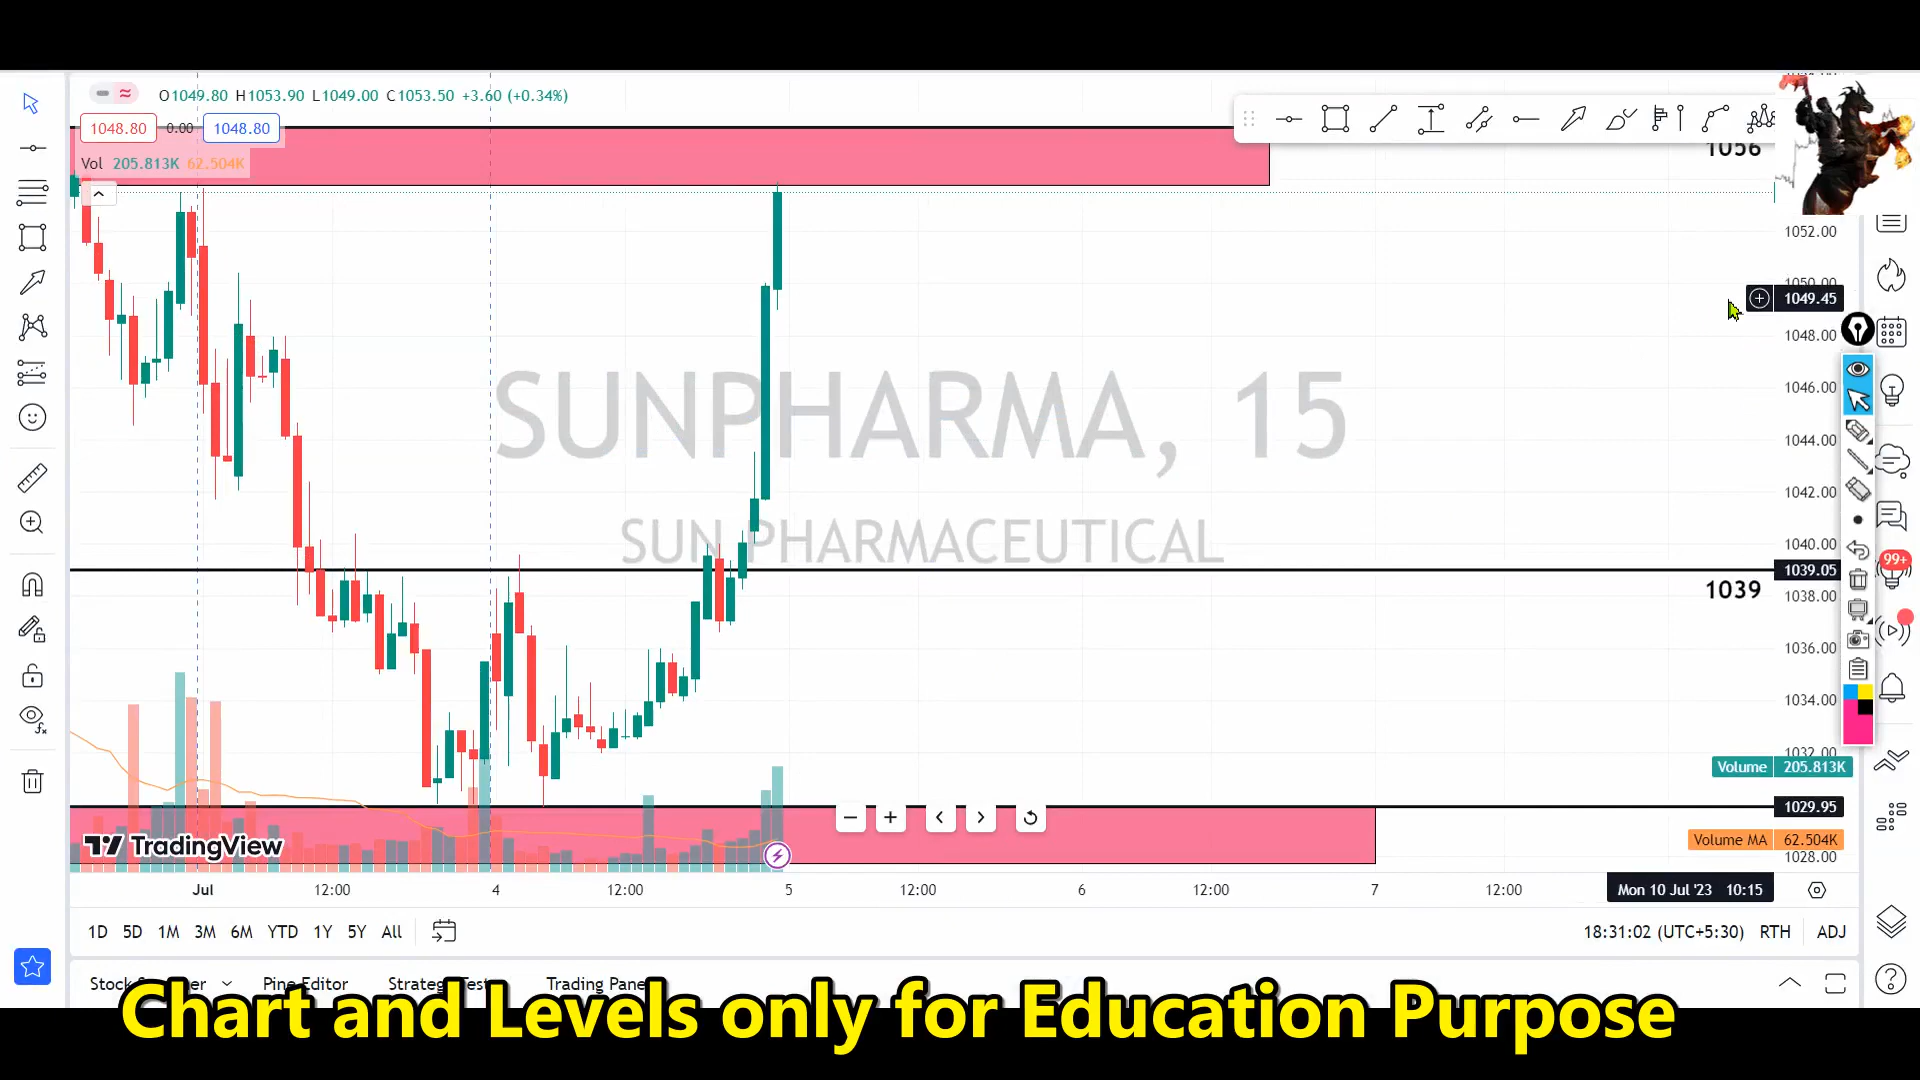 O1049.80 H1053.90 L1049.00 C1053.50 +3.60 (+0.34%)
1048.80 0.00 1048.80
Vol 205.813K 62.504K
1056
1052.00
1050.00
1049.45
1048.00
1046.00
SUNPHARMA, 15
1044.00
1042.00
SUN PHARMACEUTICAL
1040.00
99+
1039.05
1039
1038.00
1036.00
1034.00
1032.00
Volume 205.813K
1029.95
TradingView
Volume MA 62.504K
1028.00
Jul 12:00 4 12:00 5 12:00 6 12:00 7 12:00 Mon 10 Jul '23 10:15
1D 5D 1M 3M 6M YTD 1Y 5Y All 18:31:02 (UTC+5:30) RTH ADJ
Pine Editor
Chart and Levels only for Education Purpose